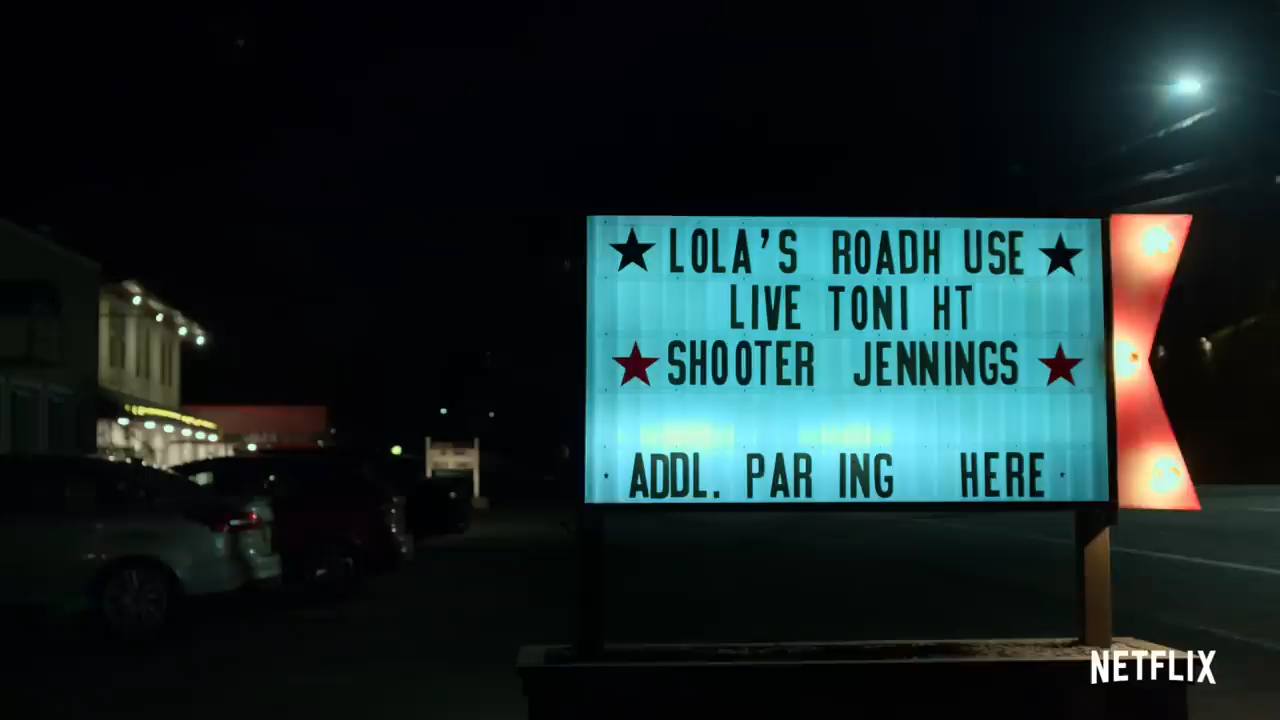 LOLA'S ROADH USE
LIVE TONI HT
SHOOTER JENNINGS
ADDL. PAR ING HERE
NETFLIX